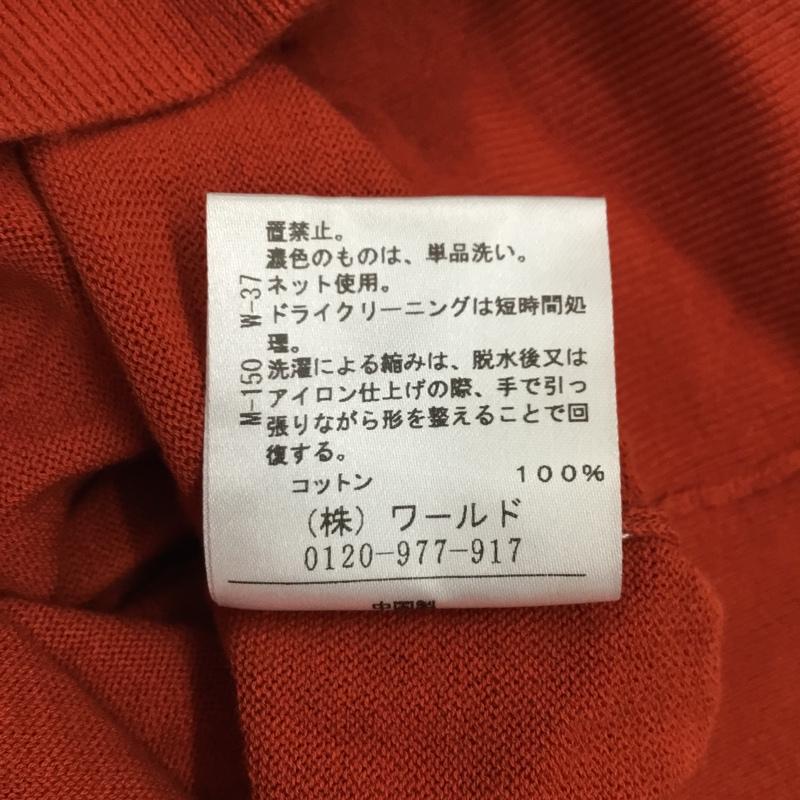 置禁止。
濃色のものは、単品洗い。
ネット使用。
ドライクリーニングは短時間処
理。
洗濯による縮みは、脱水後又は
アイロン仕上げの際、手で引っ
張りながら形を整えることで回
復する。
コットン 100%
(株) ワールド
0120-977-917
中国製
M-150 W-37